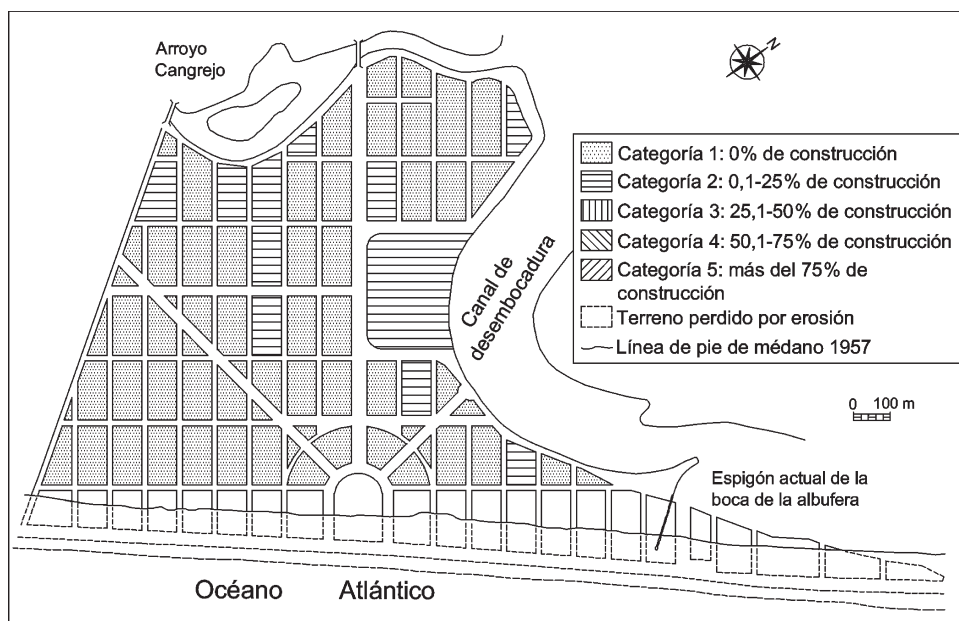 Arroyo
Cangrejo
N
Categoría 1: 0% de construcción
Categoría 2: 0,1-25% de construcción
Categoría 3: 25,1-50% de construcción
Categoría 4: 50,1-75% de construcción
Categoría 5: más del 75% de
construcción
Terreno perdido por erosión
Línea de pie de médano 1957
Canal de
desembocadura
0 100 m
Espigón actual de la
boca de la albufera
Océano Atlántico